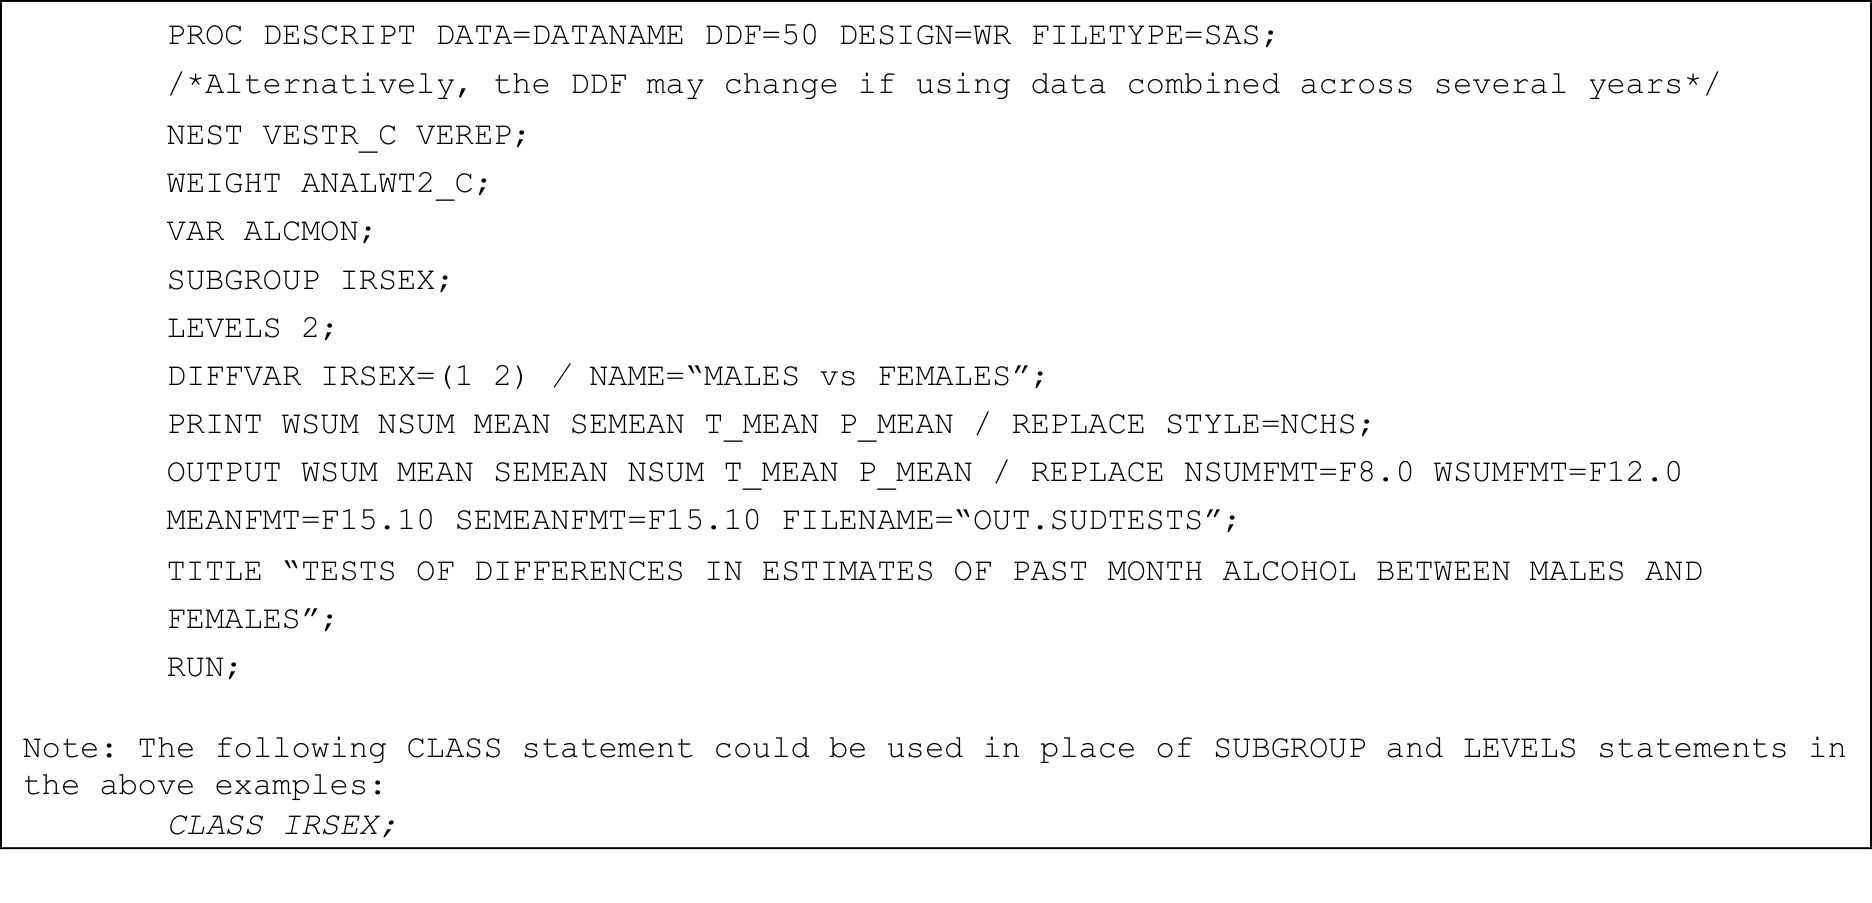 PROC DESCRIPT DATA=DATANAME DDF=50 DESIGN=WR FILETYPE=SAS;
/*Alternatively, the DDF may change if using data combined across several years*/
NEST VESTR_C VEREP;
WEIGHT ANALWT2_C;
VAR ALCMON;
SUBGROUP IRSEX;
LEVELS 2;
DIFFVAR IRSEX=(1 2) / NAME=“MALES vs FEMALES”;
PRINT WSUM NSUM MEAN SEMEAN T_MEAN P_MEAN / REPLACE STYLE=NCHS;
OUTPUT WSUM MEAN SEMEAN NSUM T_MEAN P_MEAN / REPLACE NSUMFMT=F8.0 WSUMFMT=F12.0
MEANFMT=F15.10 SEMEANFMT=F15.10 FILENAME=“OUT.SUDTESTS”;
TITLE “TESTS OF DIFFERENCES IN ESTIMATES OF PAST MONTH ALCOHOL BETWEEN MALES AND
FEMALES”;
RUN;
Note: The following CLASS statement could be used in place of SUBGROUP and LEVELS statements in
the above examples:
CLASS IRSEX;